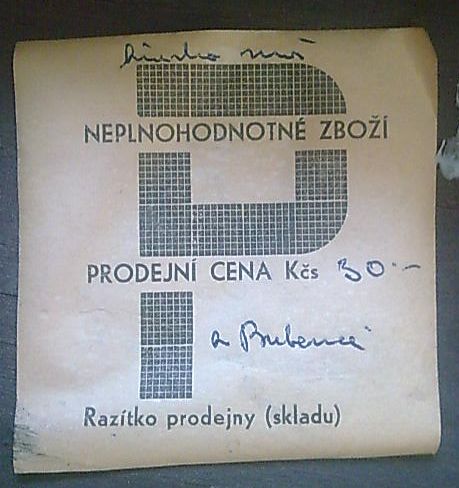 NEPLNOHODNOTNÉ ZBOŽÍ
PRODEJNÍ CENA Kčs 30.-
a
Razítko prodejny (skladu)